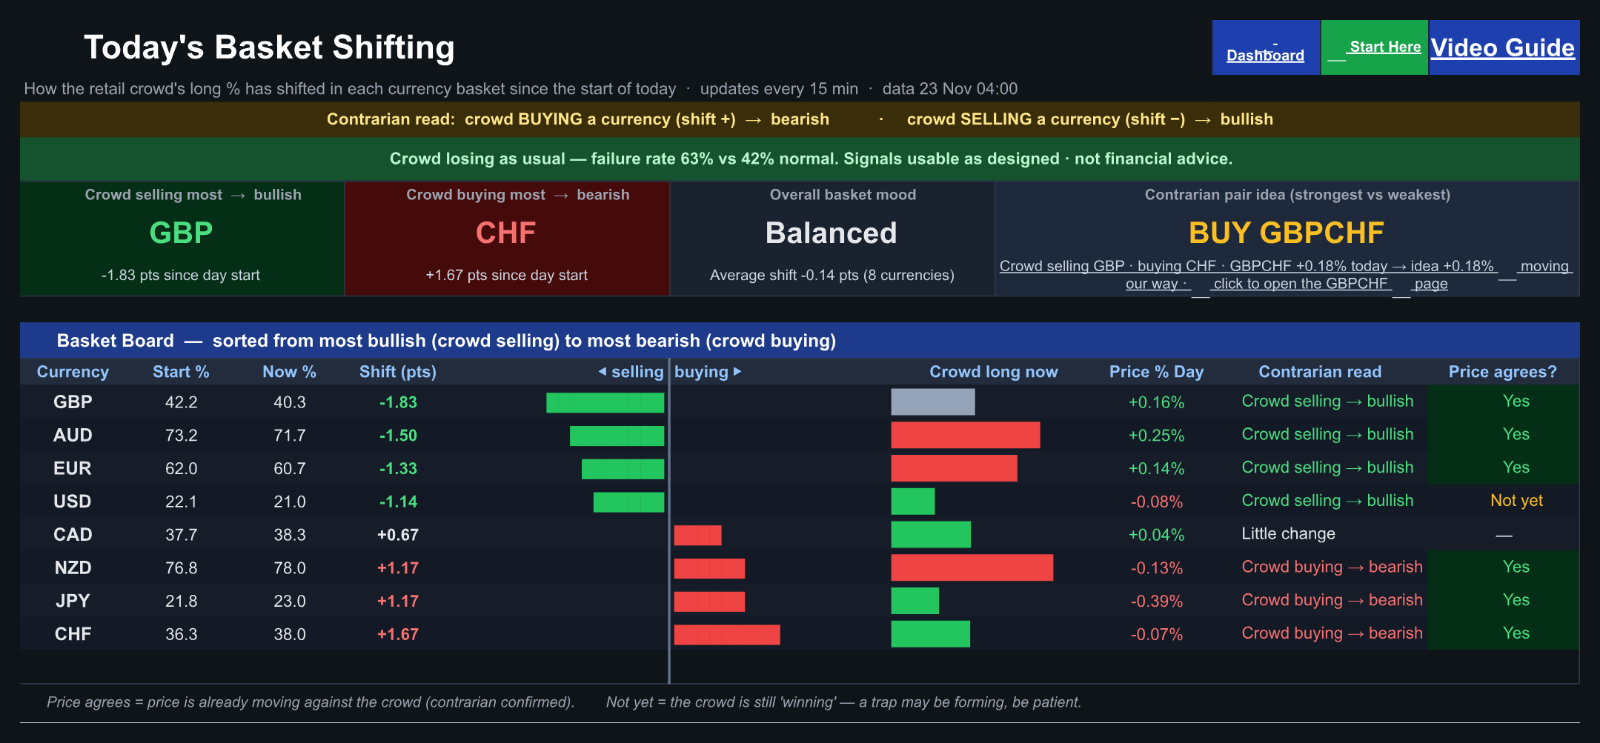 Today's Basket Shifting
Dashboard
Start Here
Video Guide
How the retail crowd's long % has shifted in each currency basket since the start of today · updates every 15 min · data 23 Nov 04:00
Contrarian read: crowd BUYING a currency (shift +) → bearish · crowd SELLING a currency (shift −) → bullish
Crowd losing as usual — failure rate 63% vs 42% normal. Signals usable as designed · not financial advice.
Crowd selling most → bullish
GBP
-1.83 pts since day start
Crowd buying most → bearish
CHF
+1.67 pts since day start
Overall basket mood
Balanced
Average shift -0.14 pts (8 currencies)
Contrarian pair idea (strongest vs weakest)
BUY GBPCHF
Crowd selling GBP · buying CHF · GBPCHF +0.18% today → idea +0.18% moving
our way · click to open the GBPCHF page
Basket Board — sorted from most bullish (crowd selling) to most bearish (crowd buying)
Currency Start % Now % Shift (pts) ◄ selling buying ► Crowd long now Price % Day Contrarian read Price agrees?
GBP 42.2 40.3 -1.83 +0.16% Crowd selling → bullish Yes
AUD 73.2 71.7 -1.50 +0.25% Crowd selling → bullish Yes
EUR 62.0 60.7 -1.33 +0.14% Crowd selling → bullish Yes
USD 22.1 21.0 -1.14 -0.08% Crowd selling → bullish Not yet
CAD 37.7 38.3 +0.67 +0.04% Little change —
NZD 76.8 78.0 +1.17 -0.13% Crowd buying → bearish Yes
JPY 21.8 23.0 +1.17 -0.39% Crowd buying → bearish Yes
CHF 36.3 38.0 +1.67 -0.07% Crowd buying → bearish Yes
Price agrees = price is already moving against the crowd (contrarian confirmed). Not yet = the crowd is still 'winning' — a trap may be forming, be patient.